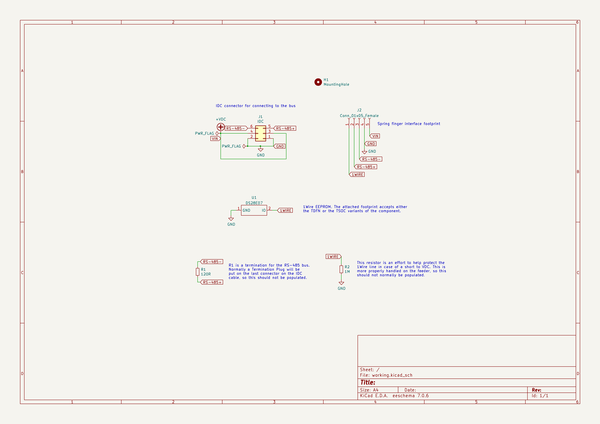 1 2 3 4 5 6
A A
H1
MountingHole
IDC connector for connecting to the bus
J2
Conn_01x05_Female
J1
IDC
+VDC
Spring finger interface footprint
RS-485-
RS-485+
PWR_FLAG
VIN
VIN
PWR_FLAG
GND
GND
GND
GND
RS-485-
RS-485+
1WIRE
B B
DS28E07
GND
IO
1WIRE
GND
1Wire EEPROM. The attached footprint accepts either
the TDFN or the TSOC variants of the component.
RS-485-
R1
120R
RS-485+
R1 is a termination for the RS-485 bus.
Normally a Termination Plug will be
put on the last connector on the IDC
cable, so this should not be populated.
1WIRE
R2
1M
GND
This resistor is an effort to help protect the
1Wire line in case of a short to VDC. This is
more properly handled on the feeder, so this
should not normally be populated.
C C
D D
Sheet: /
File: working.kicad_sch
Title:
Size: A4 Date: Rev:
KiCad E.D.A. eeschema 7.0.6 Id: 1/1
1 2 3 4 5 6